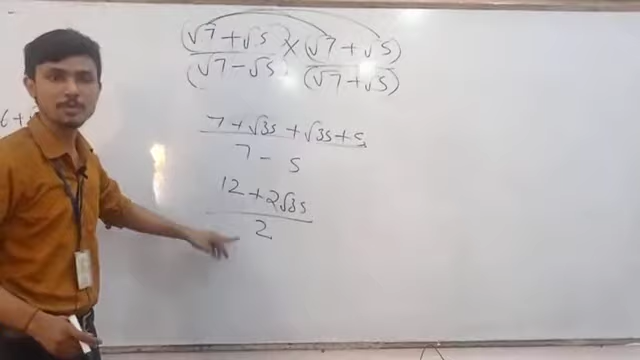 (√7 + √5) × (√7 + √5)
(√7 - √5) (√7 + √5)
7 + √35 + √35 + 5
7 - 5
12 + 2√35
2